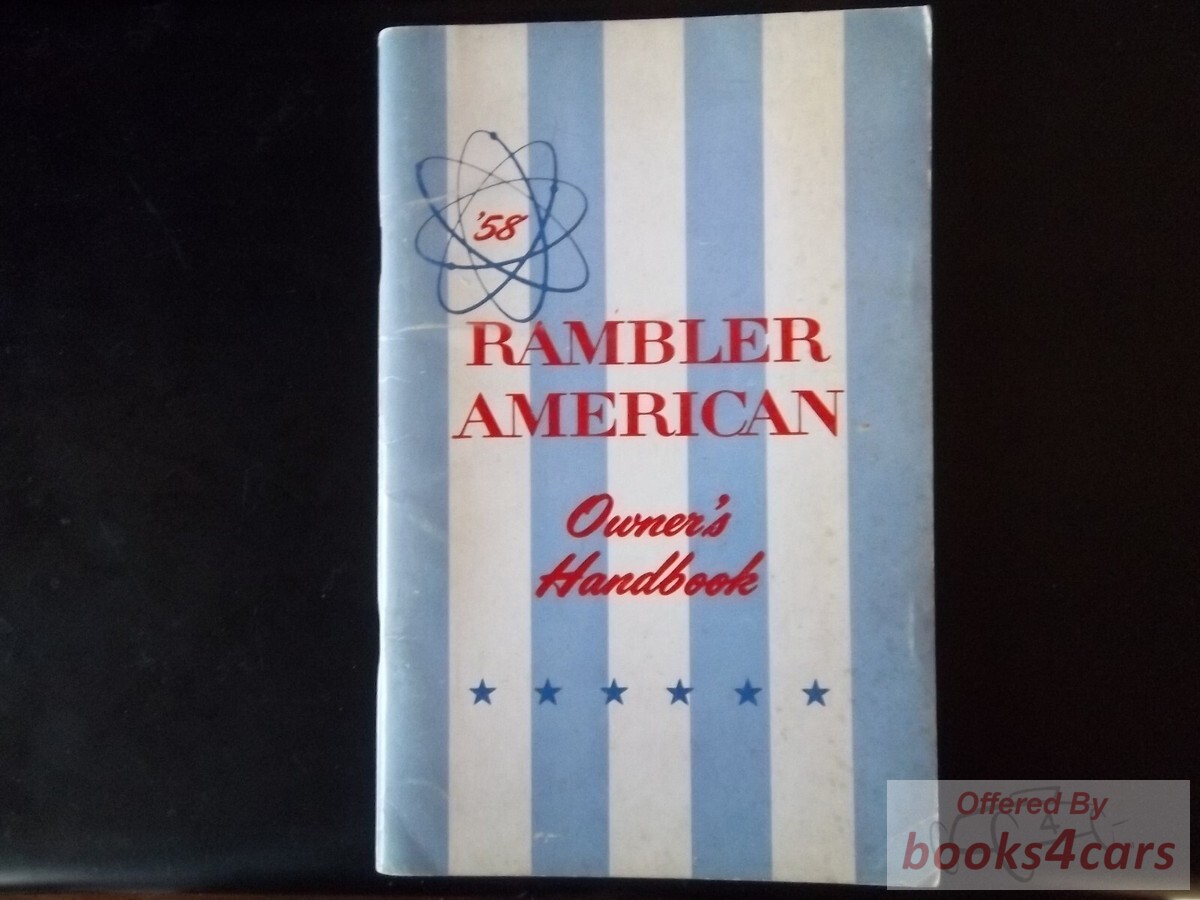 '58
RAMBLER
AMERICAN
Owner's
Handbook
Offered By
books4cars